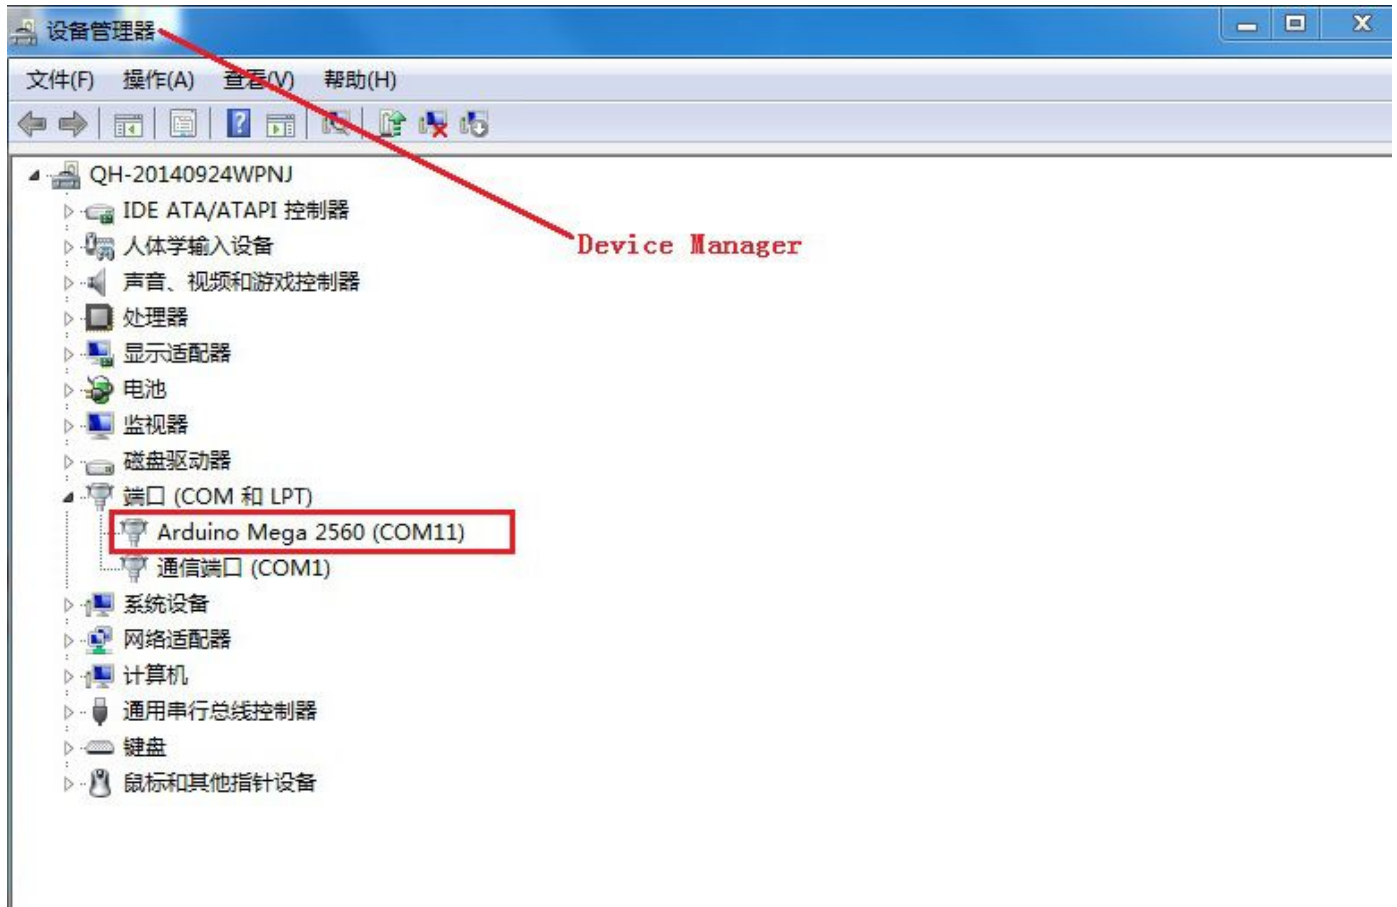 设备管理器
文件(F) 操作(A) 查看(V) 帮助(H)
QH-20140924WPNJ
IDE ATA/ATAPI 控制器
人体学输入设备
Device Manager
声音、视频和游戏控制器
处理器
显示适配器
电池
监视器
磁盘驱动器
端口 (COM 和 LPT)
Arduino Mega 2560 (COM11)
通信端口 (COM1)
系统设备
网络适配器
计算机
通用串行总线控制器
键盘
鼠标和其他指针设备